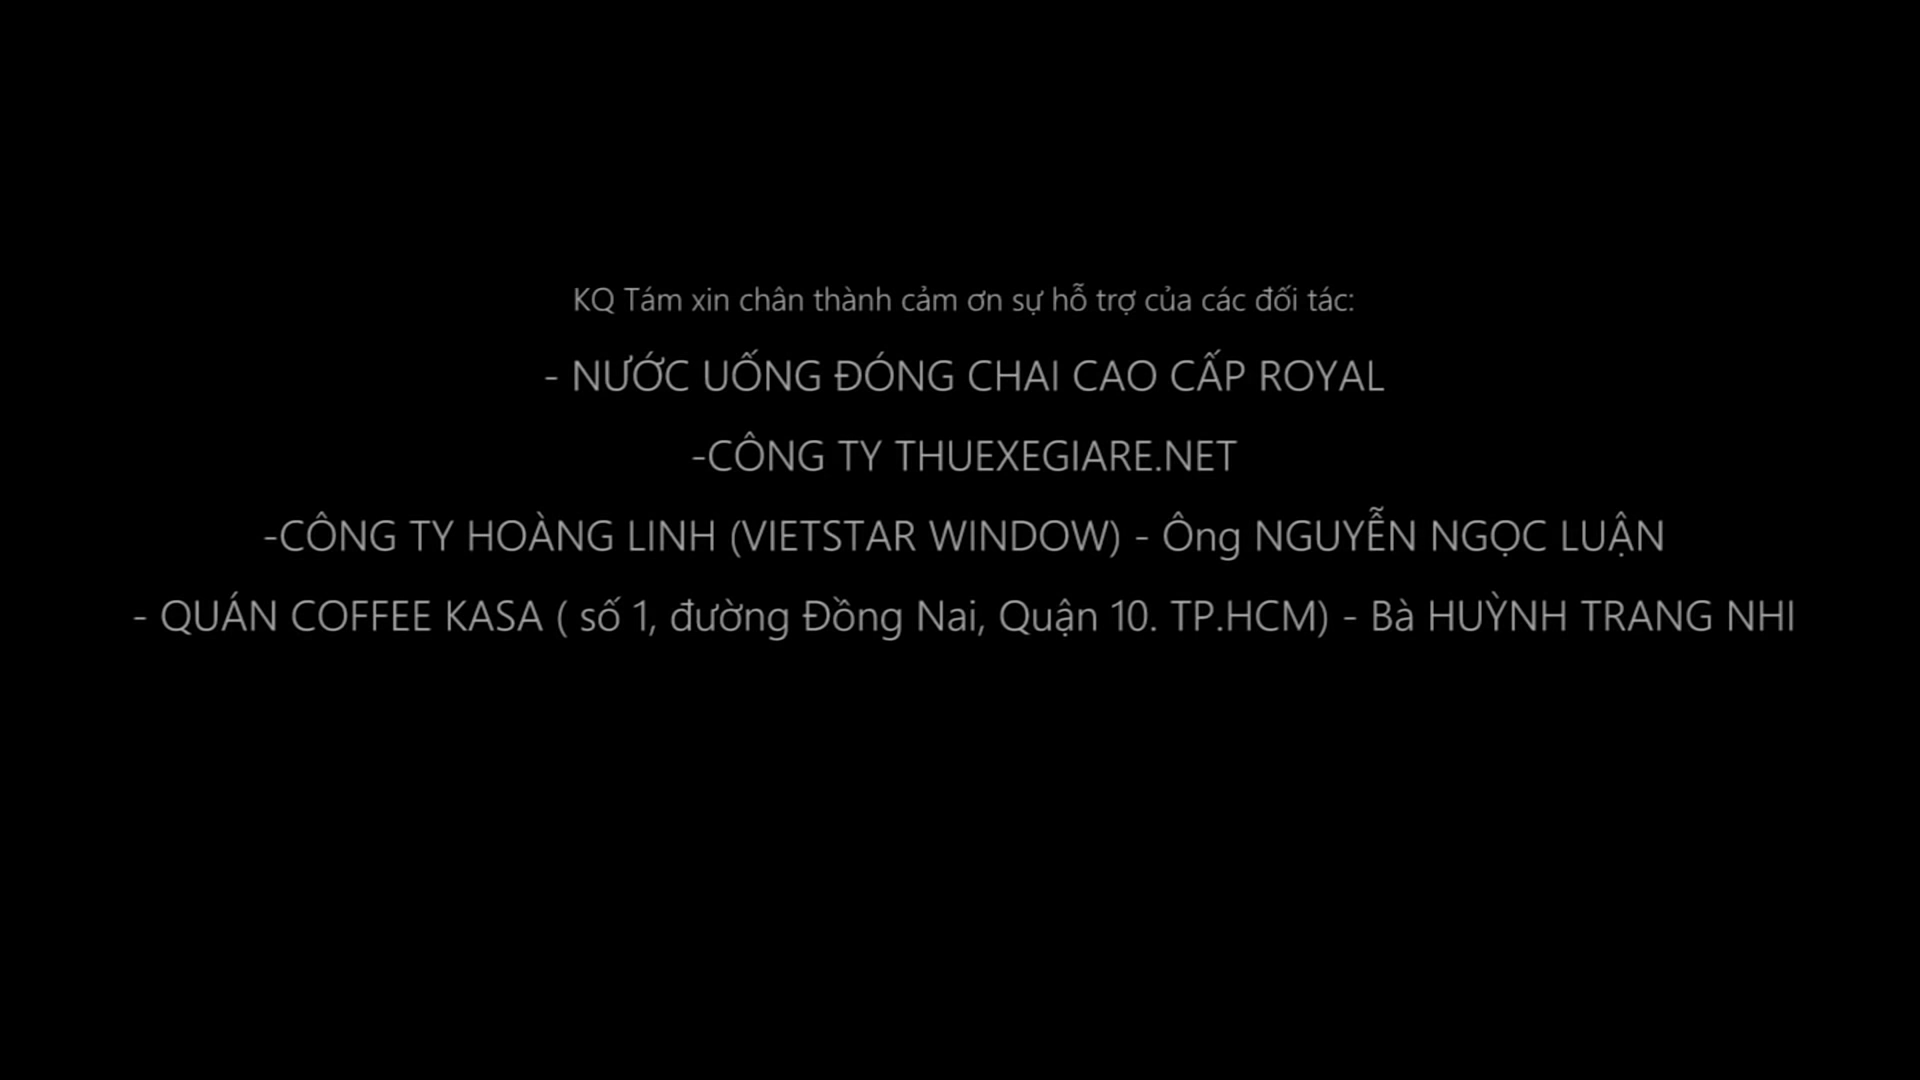 KQ Tám xin chân thành cảm ơn sự hỗ trợ của các đối tác:
- NƯỚC UỐNG ĐÓNG CHAI CAO CẤP ROYAL
-CÔNG TY THUEXEGIARE.NET
-CÔNG TY HOÀNG LINH (VIETSTAR WINDOW) - Ông NGUYỄN NGỌC LUẬN
- QUÁN COFFEE KASA ( số 1, đường Đồng Nai, Quận 10. TP.HCM) - Bà HUỲNH TRANG NHI